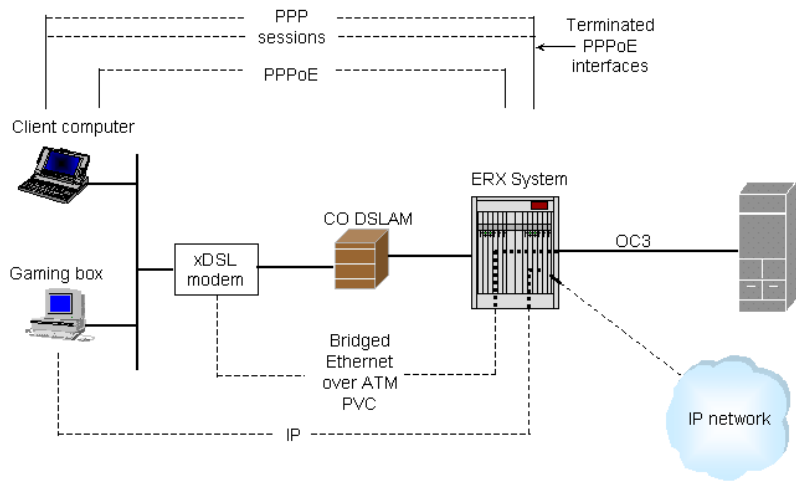 PPP
sessions
Terminated
PPPoE
interfaces
PPPoE
Client computer
ERX System
CO DSLAM
OC3
xDSL
modem
Gaming box
Bridged
Ethernet
over ATM
PVC
IP network
IP